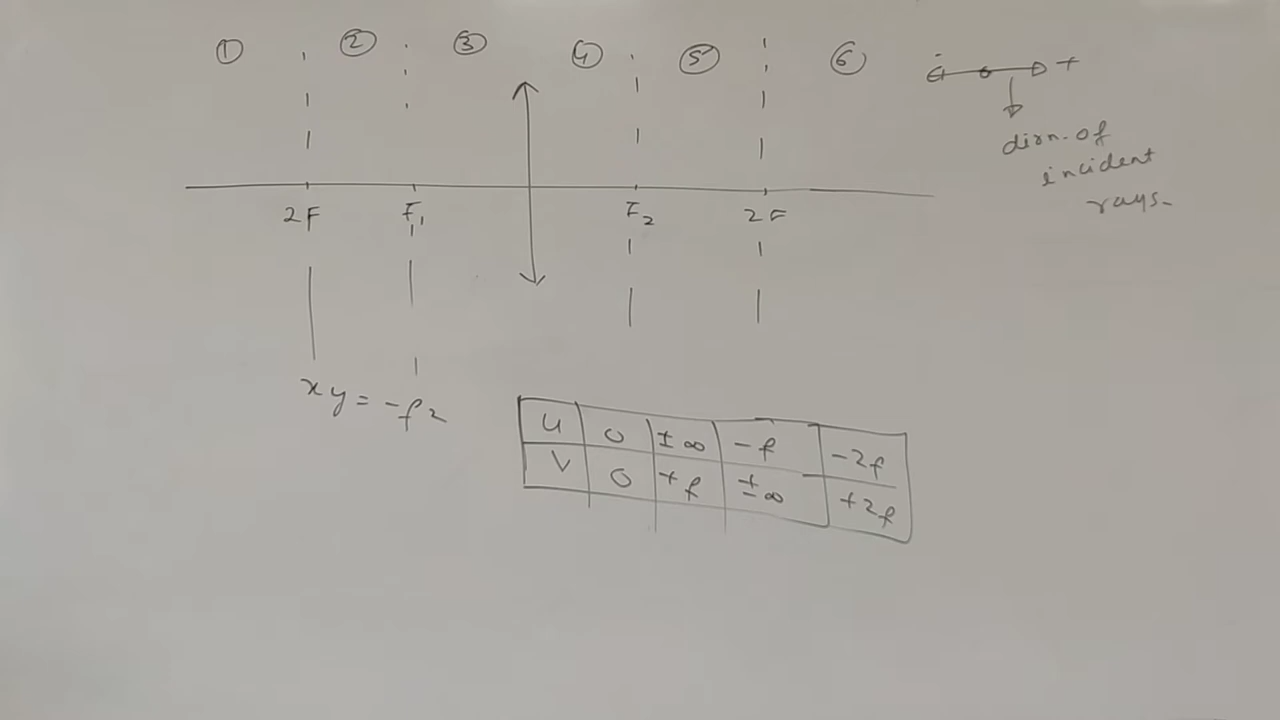 ① ② ③ ④ ⑤ ⑥
- +
dirn. of
incident
rays.
2F F₁ F₂ 2F
xy = -f²
u 0 ±∞ -f -2f
v 0 +f ±∞ +2f